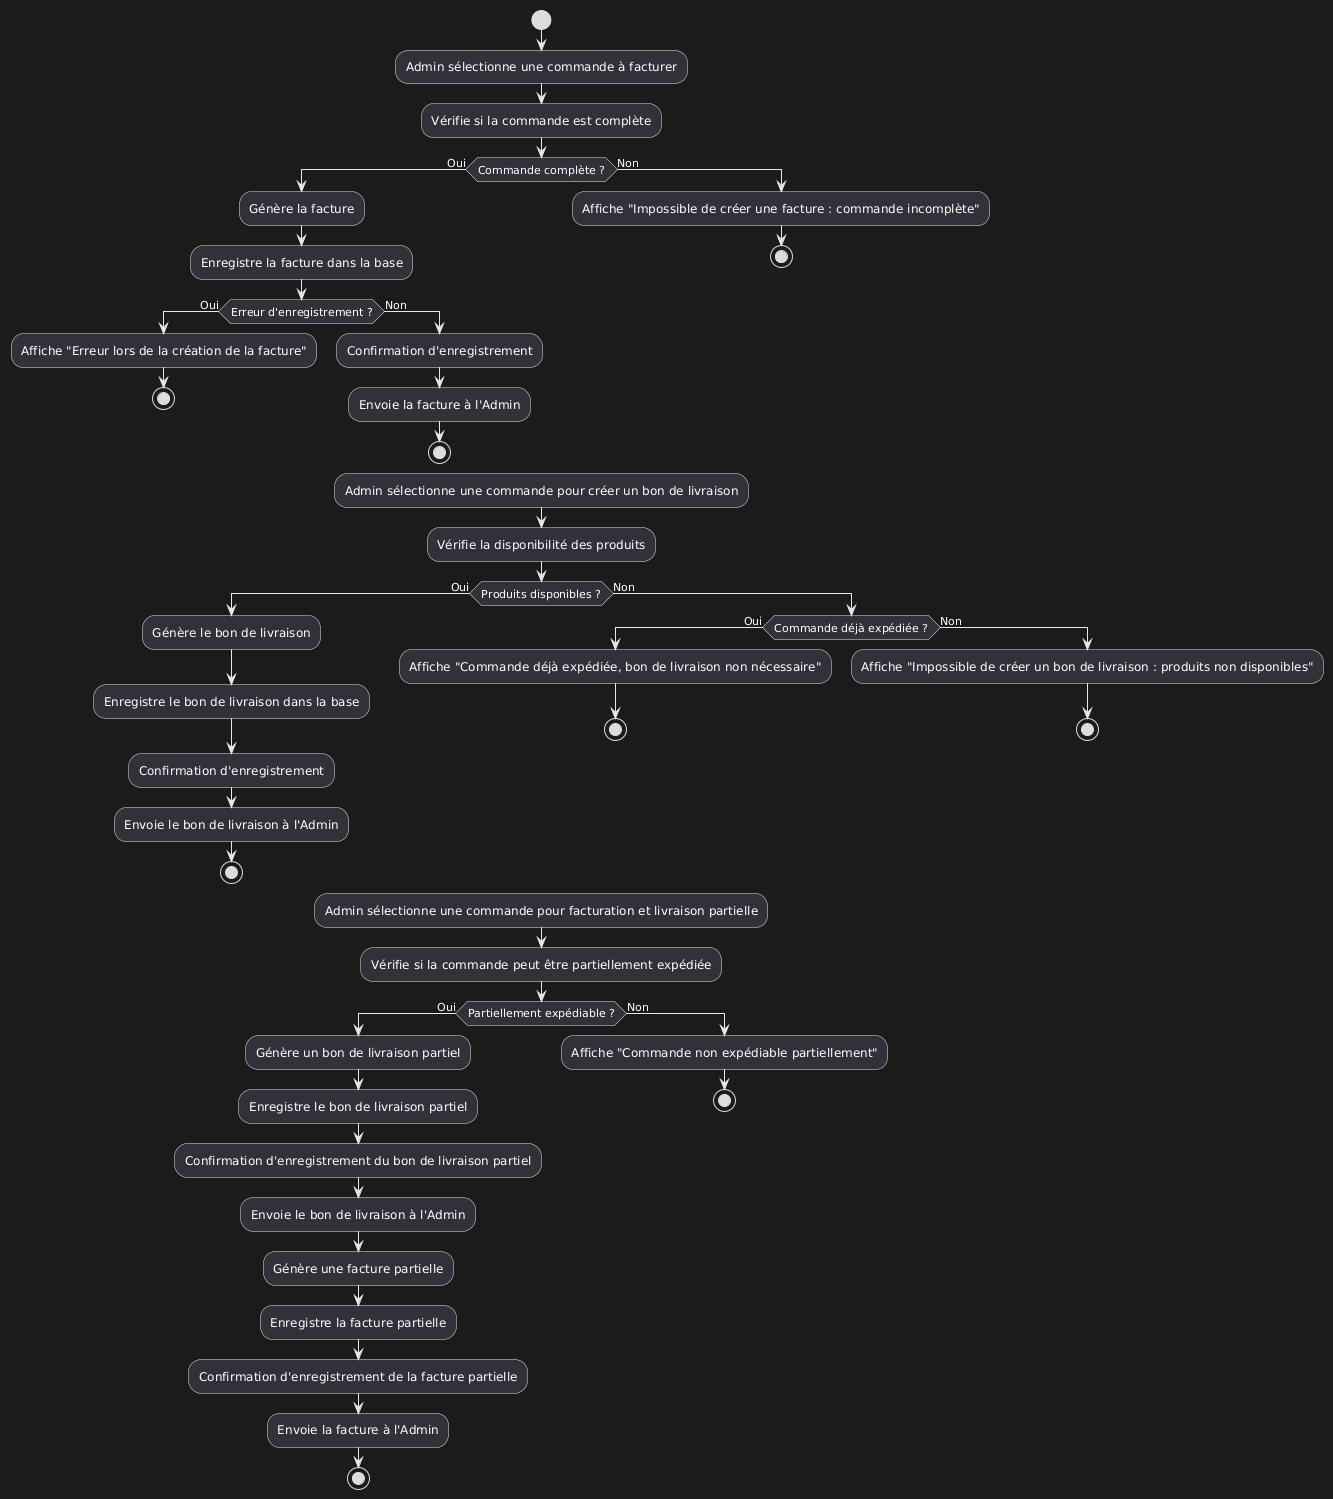 Admin sélectionne une commande à facturer
Vérifie si la commande est complète
Oui
Commande complète ?
Non
Génère la facture
Affiche "Impossible de créer une facture : commande incomplète"
Enregistre la facture dans la base
Oui
Erreur d'enregistrement ?
Non
Affiche "Erreur lors de la création de la facture"
Confirmation d'enregistrement
Envoie la facture à l'Admin
Admin sélectionne une commande pour créer un bon de livraison
Vérifie la disponibilité des produits
Oui
Produits disponibles ?
Non
Génère le bon de livraison
Oui
Commande déjà expédiée ?
Non
Affiche "Commande déjà expédiée, bon de livraison non nécessaire"
Affiche "Impossible de créer un bon de livraison : produits non disponibles"
Enregistre le bon de livraison dans la base
Confirmation d'enregistrement
Envoie le bon de livraison à l'Admin
Admin sélectionne une commande pour facturation et livraison partielle
Vérifie si la commande peut être partiellement expédiée
Oui
Partiellement expédiable ?
Non
Génère un bon de livraison partiel
Affiche "Commande non expédiable partiellement"
Enregistre le bon de livraison partiel
Confirmation d'enregistrement du bon de livraison partiel
Envoie le bon de livraison à l'Admin
Génère une facture partielle
Enregistre la facture partielle
Confirmation d'enregistrement de la facture partielle
Envoie la facture à l'Admin